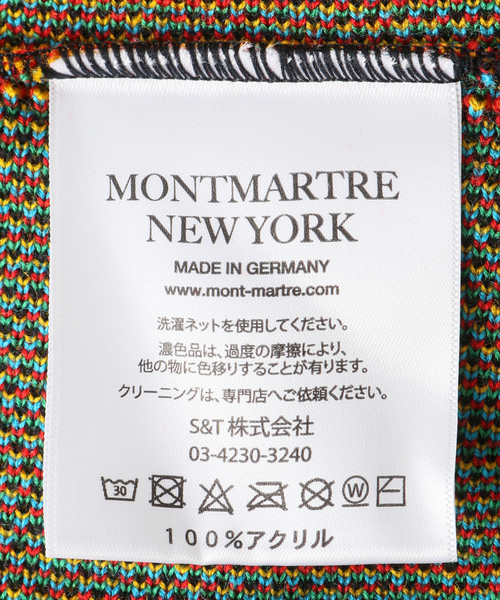 MONTMARTRE
NEW YORK
MADE IN GERMANY
www.mont-martre.com
洗濯ネットを使用してください。
濃色品は、過度の摩擦により、
他の物に色移りすることが有ります。
クリーニングは、専門店へご依頼ください。
S&T 株式会社
03-4230-3240
30 W
100%アクリル